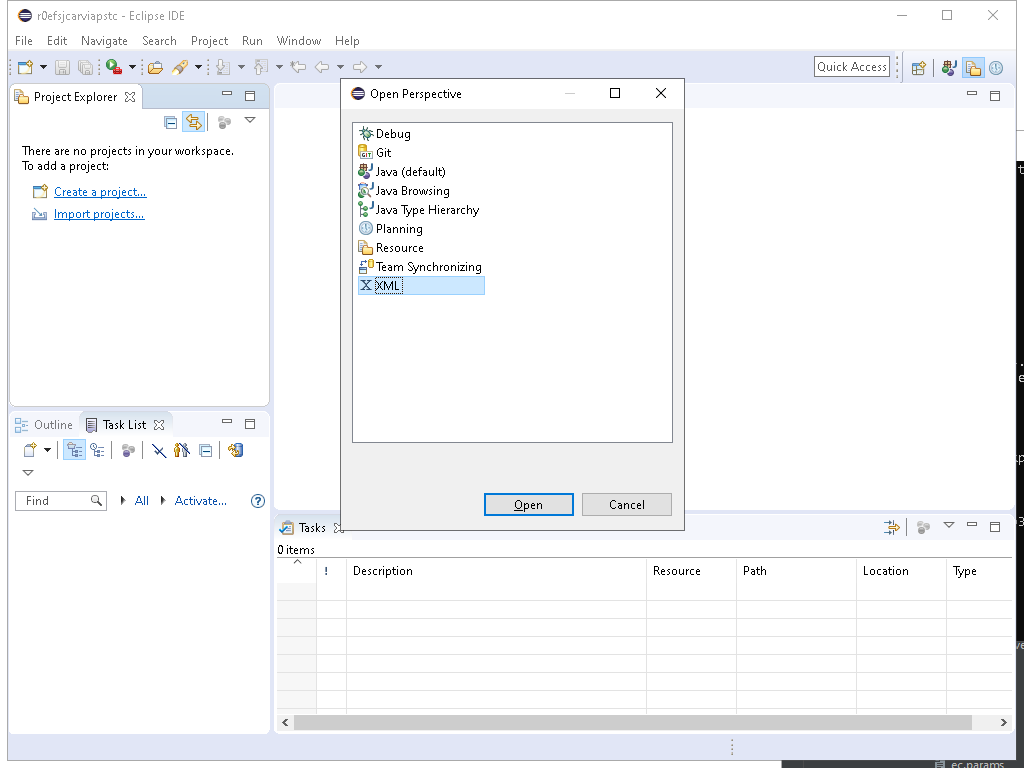 r0efsjcarviapstc - Eclipse IDE
File Edit Navigate Search Project Run Window Help
Quick Access
Project Explorer
There are no projects in your workspace.
To add a project:
Create a project...
Import projects...
Outline Task List
Find All Activate...
Open Perspective
Debug
Git
Java (default)
Java Browsing
Java Type Hierarchy
Planning
Resource
Team Synchronizing
XML
Open Cancel
Tasks
0 items
! Description Resource Path Location Type
ec.params